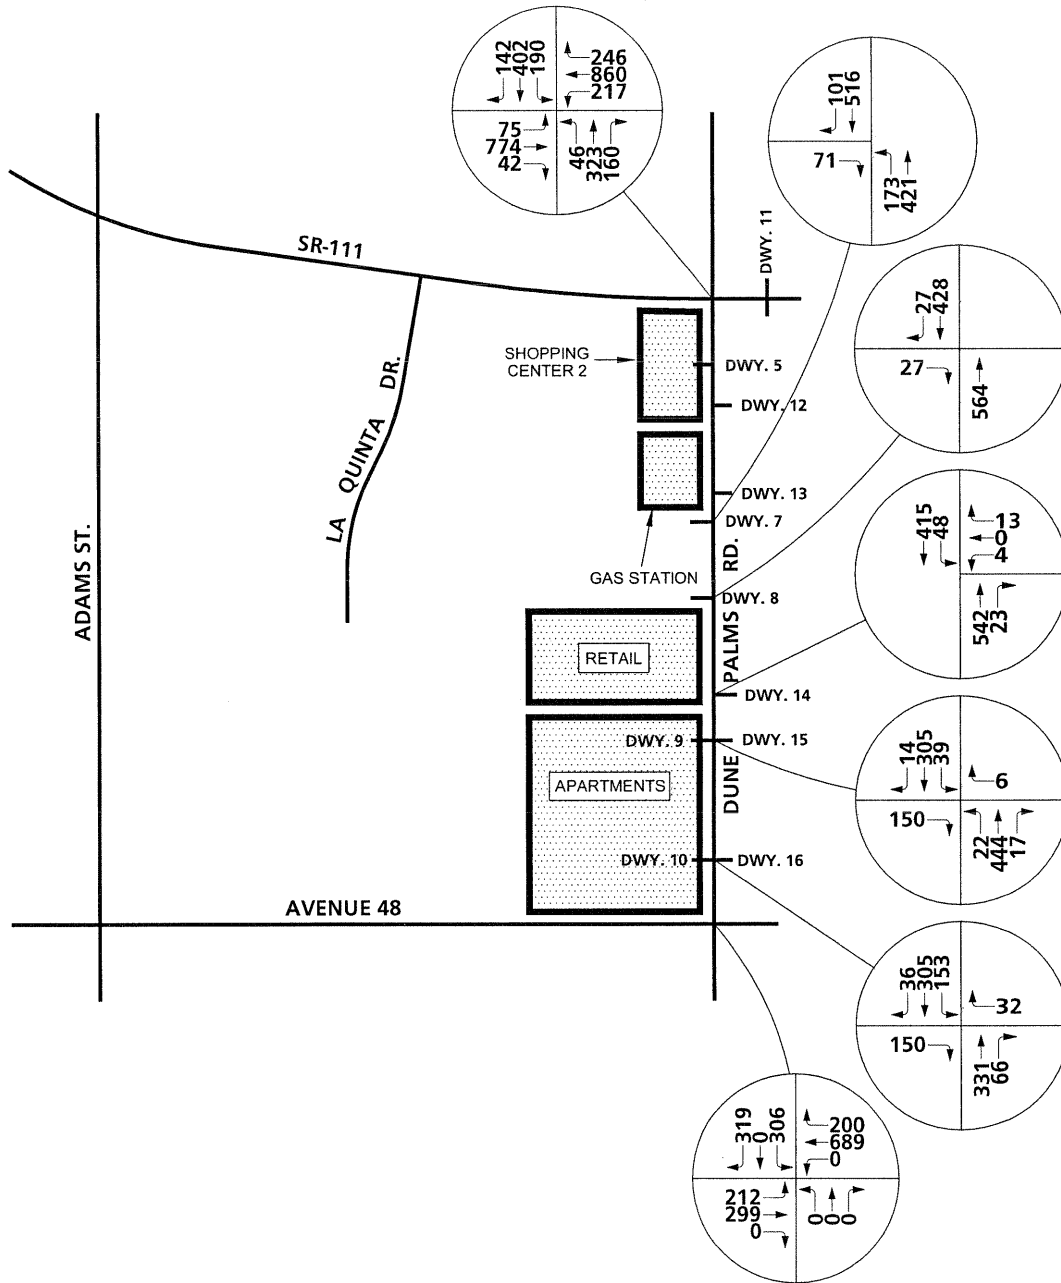 142
402
190
246
860
217
75
774
42
46
323
160
101
516
71
173
421
DWY. 11
SR-111
27
428
27
564
SHOPPING
CENTER 2
DWY. 5
DWY. 12
LA QUINTA DR.
DWY. 13
DWY. 7
GAS STATION
ADAMS ST.
DUNE PALMS RD.
DWY. 8
415
48
13
0
4
542
23
RETAIL
DWY. 14
DWY. 9
DWY. 15
APARTMENTS
14
305
39
6
150
22
444
17
DWY. 10
DWY. 16
AVENUE 48
36
305
153
32
150
331
66
319
0
306
200
689
0
212
299
0
0
0
0